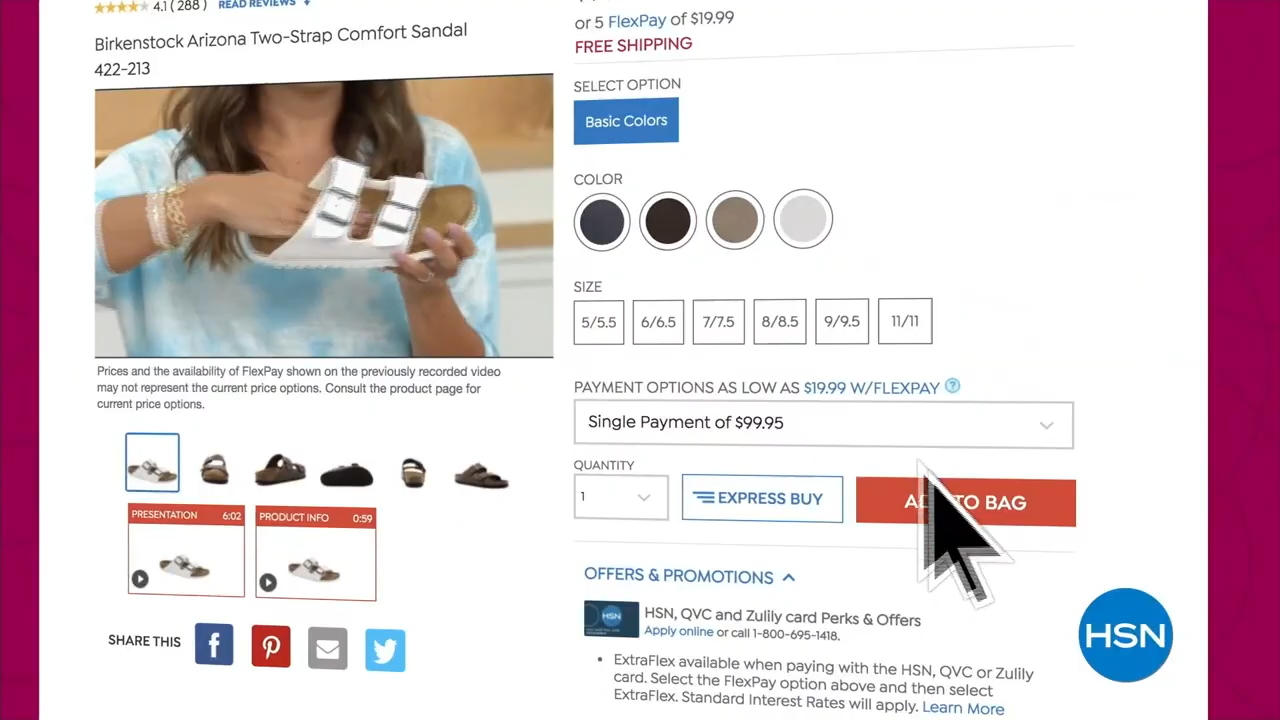 4.1 ( 288 ) READ REVIEWS
Birkenstock Arizona Two-Strap Comfort Sandal
422-213
Prices and the availability of FlexPay shown on the previously recorded video
may not represent the current price options. Consult the product page for
current price options.
PRESENTATION 6:02
PRODUCT INFO 0:59
SHARE THIS
or 5 FlexPay of $19.99
FREE SHIPPING
SELECT OPTION
Basic Colors
COLOR
SIZE
5/5.5 6/6.5 7/7.5 8/8.5 9/9.5 11/11
PAYMENT OPTIONS AS LOW AS $19.99 W/FLEXPAY ?
Single Payment of $99.95
QUANTITY
1
EXPRESS BUY
TO BAG
OFFERS & PROMOTIONS
HSN
HSN, QVC and Zulily card Perks & Offers
Apply online or call 1-800-695-1418.
• ExtraFlex available when paying with the HSN, QVC or Zulily
card. Select the FlexPay option above and then select
ExtraFlex. Standard Interest Rates will apply. Learn More
HSN